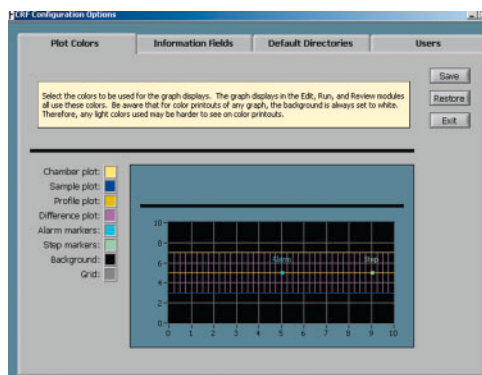 CRF Configuration Options
Plot Colors
Information Fields
Default Directories
Users
Select the colors to be used for the graph displays. The graph displays in the Edit, Run, and Review modules
all use these colors. Be aware that for color printouts of any graph, the background is always set to white.
Therefore, any light colors used may be harder to see on color printouts.
Save
Restore
Exit
Chamber plot:
Sample plot:
Profile plot:
Difference plot:
Alarm markers:
Step markers:
Background:
Grid:
10
8
6
4
2
0
Alarm
Step
0 1 2 3 4 5 6 7 8 9 10